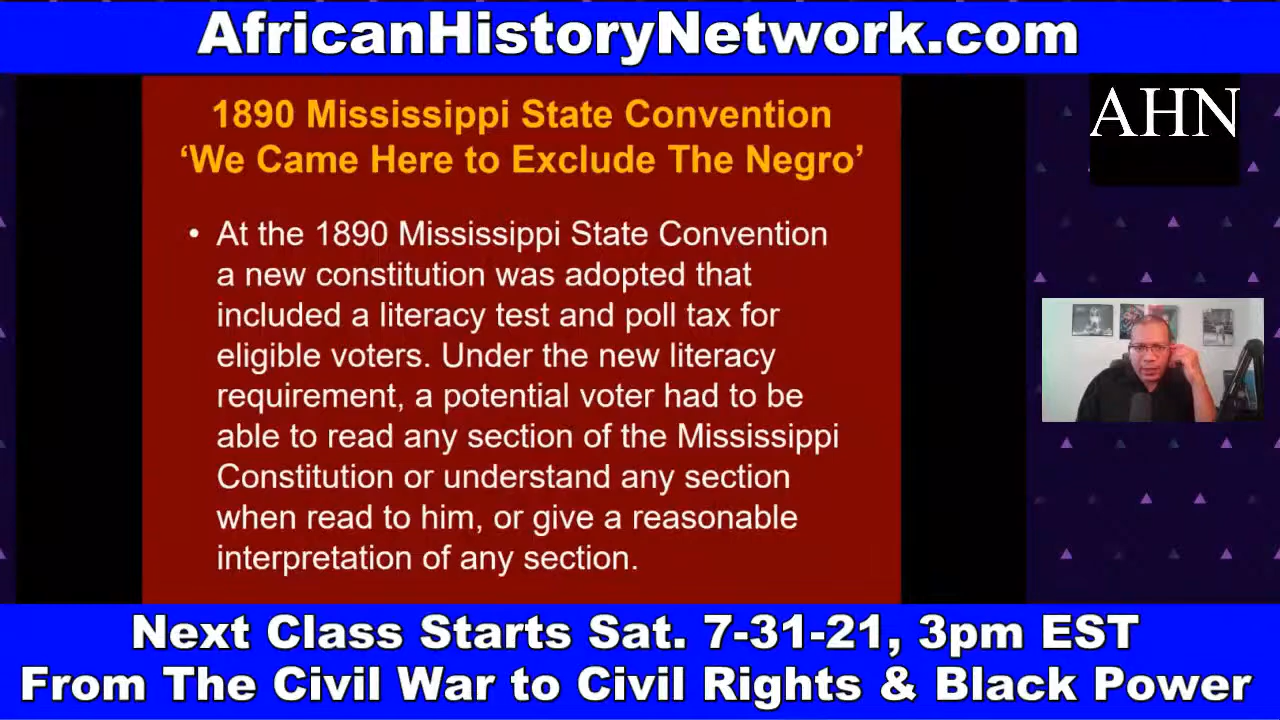 AfricanHistoryNetwork.com
AHN
1890 Mississippi State Convention
‘We Came Here to Exclude The Negro’
• At the 1890 Mississippi State Convention
a new constitution was adopted that
included a literacy test and poll tax for
eligible voters. Under the new literacy
requirement, a potential voter had to be
able to read any section of the Mississippi
Constitution or understand any section
when read to him, or give a reasonable
interpretation of any section.
Next Class Starts Sat. 7-31-21, 3pm EST
From The Civil War to Civil Rights & Black Power